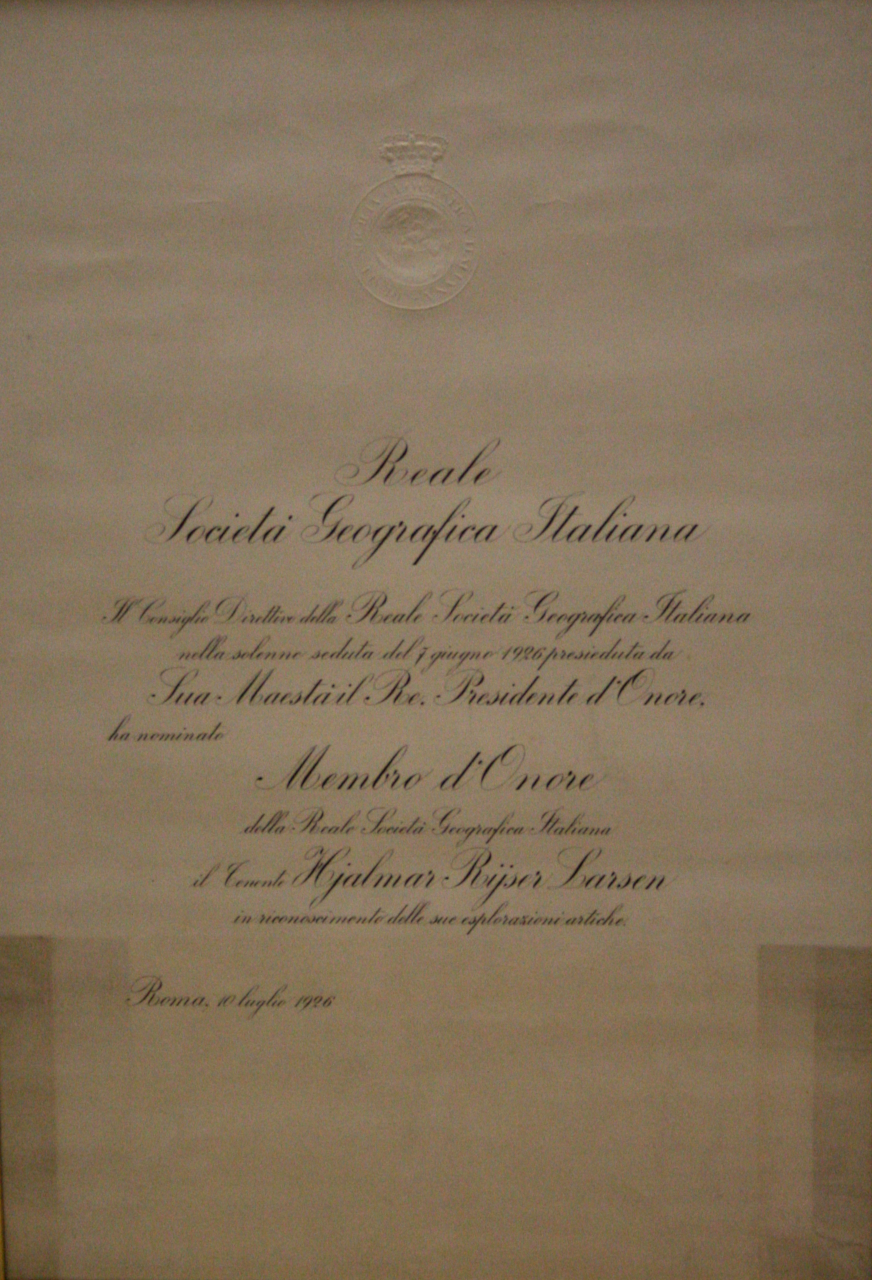 Reale
Società Geografica Italiana
Il Consiglio Direttivo della Reale Società Geografica Italiana
nella solenne seduta del 7 giugno 1926 presieduta da
Sua Maestà il Re, Presidente d'Onore,
ha nominato
Membro d'Onore
della Reale Società Geografica Italiana
il Tenente Hjalmar Rijser Larsen
in riconoscimento delle sue esplorazioni artiche.
Roma, 10 luglio 1926